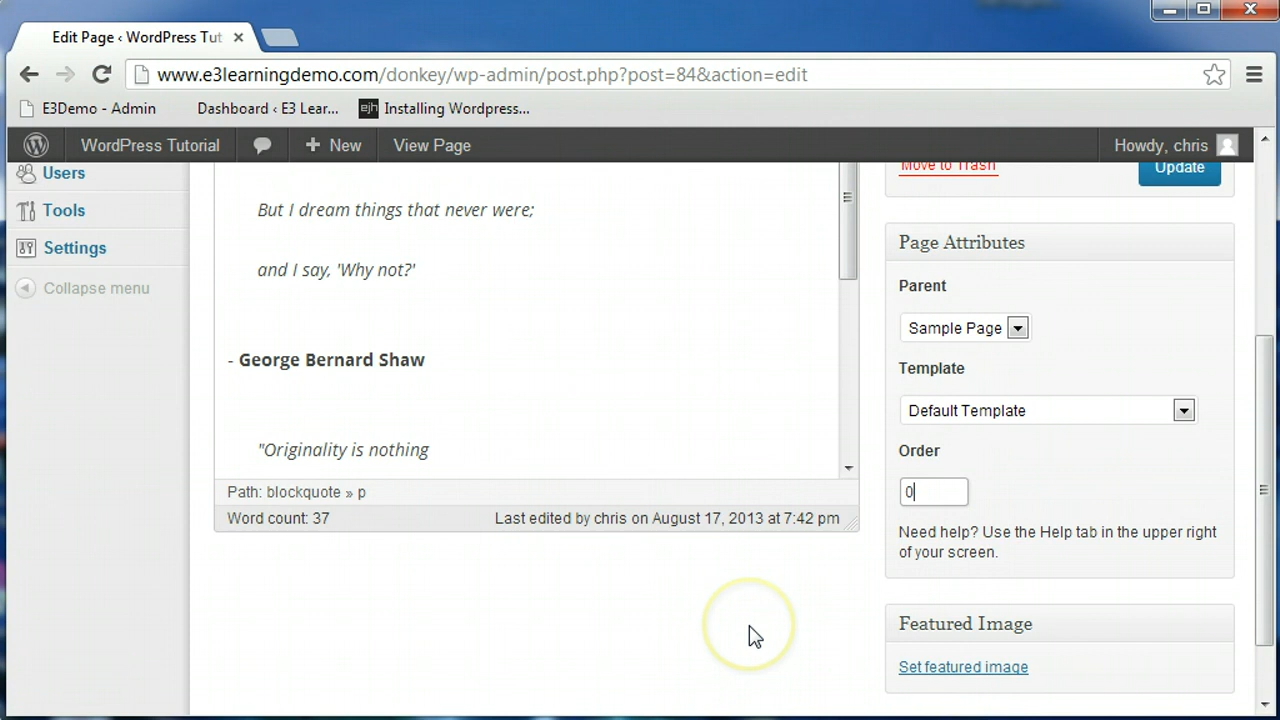 Edit Page ‹ WordPress Tut
www.e3learningdemo.com/donkey/wp-admin/post.php?post=84&action=edit
E3Demo - Admin Dashboard ‹ E3 Lear... ejh Installing Wordpress...
WordPress Tutorial + New View Page Howdy, chris
Users
Tools
Settings
Collapse menu
But I dream things that never were;
and I say, 'Why not?'
- George Bernard Shaw
"Originality is nothing
Path: blockquote » p
Word count: 37 Last edited by chris on August 17, 2013 at 7:42 pm
Move to Trash Update
Page Attributes
Parent
Sample Page
Template
Default Template
Order
0
Need help? Use the Help tab in the upper right
of your screen.
Featured Image
Set featured image